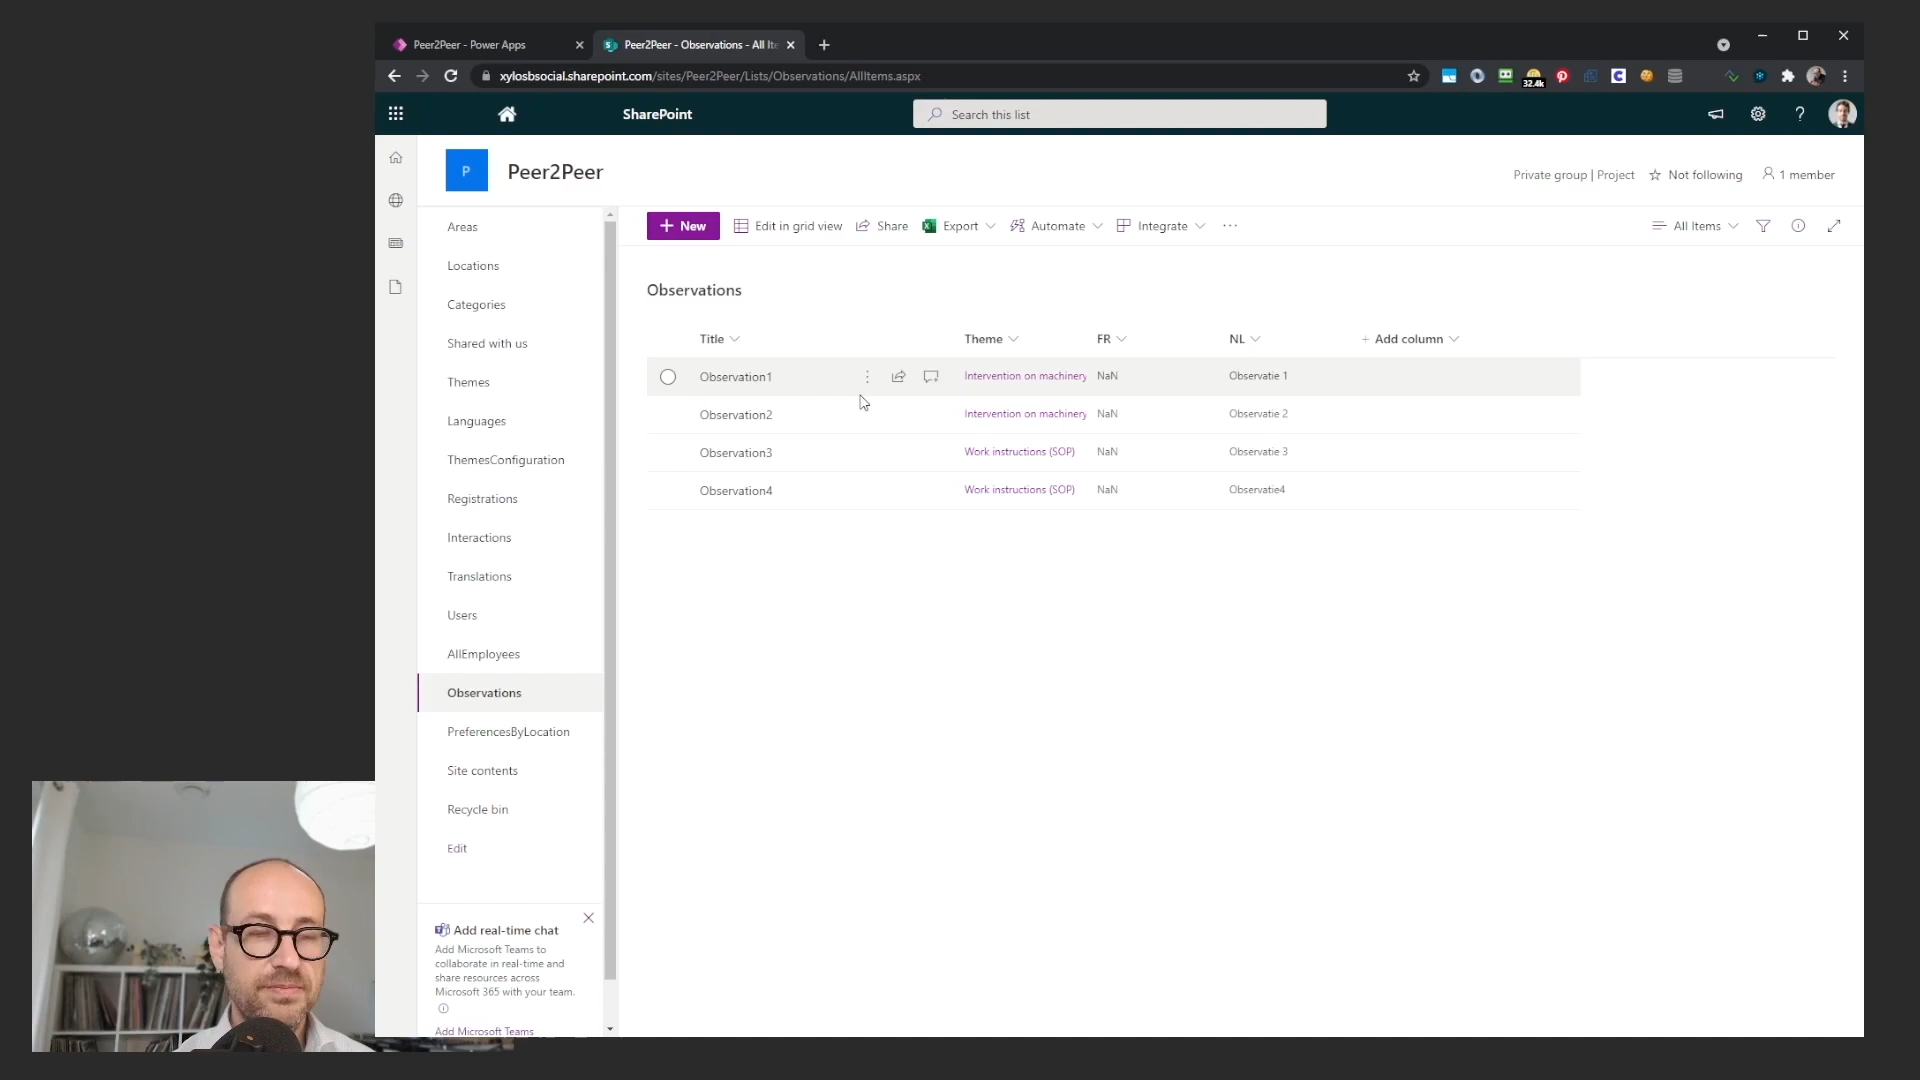 Peer2Peer - Power Apps
Peer2Peer - Observations - All Ite
xylosbsocial.sharepoint.com/sites/Peer2Peer/Lists/Observations/AllItems.aspx
32.4k
SharePoint
Search this list
P
Peer2Peer
Private group | Project
Not following
1 member
New
Edit in grid view
Share
Export
Automate
Integrate
All Items
Areas
Locations
Categories
Shared with us
Themes
Languages
ThemesConfiguration
Registrations
Interactions
Translations
Users
AllEmployees
Observations
PreferencesByLocation
Site contents
Recycle bin
Edit
Add real-time chat
Add Microsoft Teams to
collaborate in real-time and
share resources across
Microsoft 365 with your team.
Add Microsoft Teams
Observations
Title Theme FR NL + Add column
Observation1 Intervention on machinery NaN Observatie 1
Observation2 Intervention on machinery NaN Observatie 2
Observation3 Work instructions (SOP) NaN Observatie 3
Observation4 Work instructions (SOP) NaN Observatie4